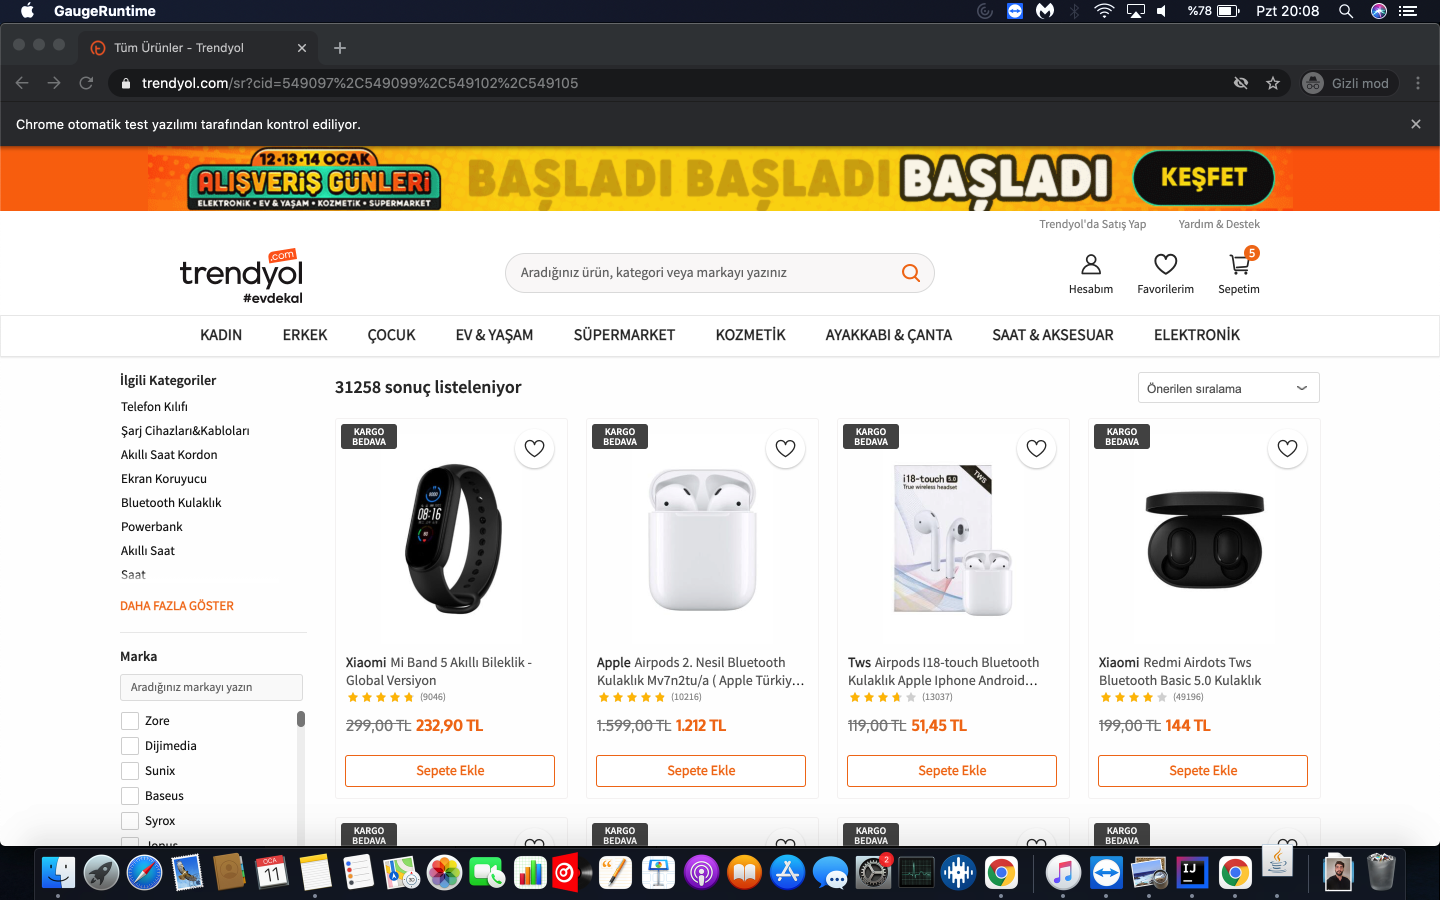 GaugeRuntime
%78
Pzt 20:08
Tüm Ürünler - Trendyol
trendyol.com/sr?cid=549097%2C549099%2C549102%2C549105
Gizli mod
Chrome otomatik test yazılımı tarafından kontrol ediliyor.
12-13-14 OCAK
ALIŞVERİŞ GÜNLERİ
ELEKTRONİK • EV & YAŞAM • KOZMETİK • SÜPERMARKET
BAŞLADI BAŞLADI BAŞLADI
KEŞFET
Trendyol'da Satış Yap
Yardım & Destek
.com
trendyol
#evdekal
Aradığınız ürün, kategori veya markayı yazınız
Hesabım
Favorilerim
5
Sepetim
KADIN ERKEK ÇOCUK EV & YAŞAM SÜPERMARKET KOZMETİK AYAKKABI & ÇANTA SAAT & AKSESUAR ELEKTRONİK
İlgili Kategoriler
Telefon Kılıfı
Şarj Cihazları&Kabloları
Akıllı Saat Kordon
Ekran Koruyucu
Bluetooth Kulaklık
Powerbank
Akıllı Saat
Saat
DAHA FAZLA GÖSTER
Marka
Aradığınız markayı yazın
Zore
Dijimedia
Sunix
Baseus
Syrox
31258 sonuç listeleniyor
Önerilen sıralama
KARGO
BEDAVA
08:16
Xiaomi Mi Band 5 Akıllı Bileklik -
Global Versiyon
(9046)
299,00 TL 232,90 TL
Sepete Ekle
KARGO
BEDAVA
Apple Airpods 2. Nesil Bluetooth
Kulaklık Mv7n2tu/a ( Apple Türkiy...
(10216)
1.599,00 TL 1.212 TL
Sepete Ekle
KARGO
BEDAVA
i18-touch 5.0
True wireless headset
TWS
Tws Airpods I18-touch Bluetooth
Kulaklık Apple Iphone Android...
(13037)
119,00 TL 51,45 TL
Sepete Ekle
KARGO
BEDAVA
Xiaomi Redmi Airdots Tws
Bluetooth Basic 5.0 Kulaklık
(49196)
199,00 TL 144 TL
Sepete Ekle
KARGO
BEDAVA
KARGO
BEDAVA
KARGO
BEDAVA
KARGO
BEDAVA
OCA
11
2
IJ